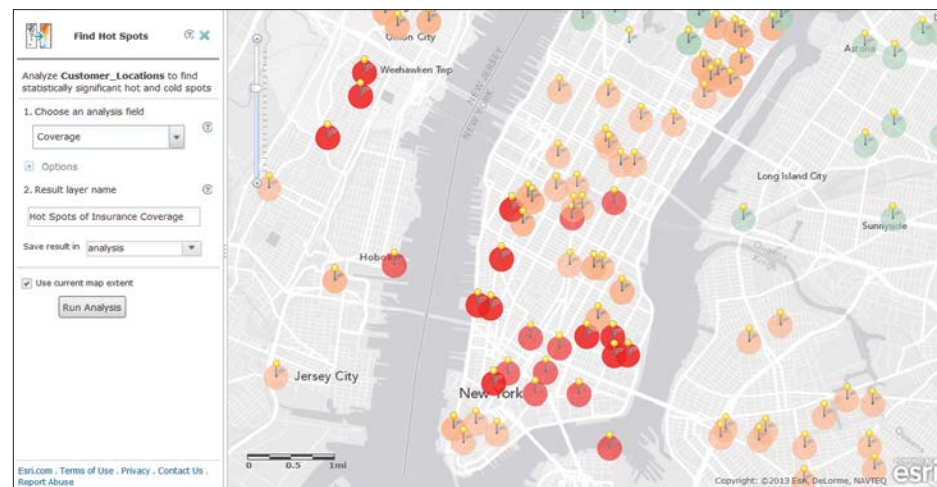 Find Hot Spots
Analyze Customer_Locations to find
statistically significant hot and cold spots
1. Choose an analysis field
Coverage
Options
2. Result layer name
Hot Spots of Insurance Coverage
Save result in analysis
Use current map extent
Run Analysis
Esri.com . Terms of Use . Privacy . Contact Us .
Report Abuse
Union City
Weehawken Twp
NEW JERSEY
NEW YORK
Astoria
Long Island City
Sunnyside
Hoboken
Jersey City
New York
0 0.5 1mi
Copyright: ©2013 Esri, DeLorme, NAVTEQ
esri